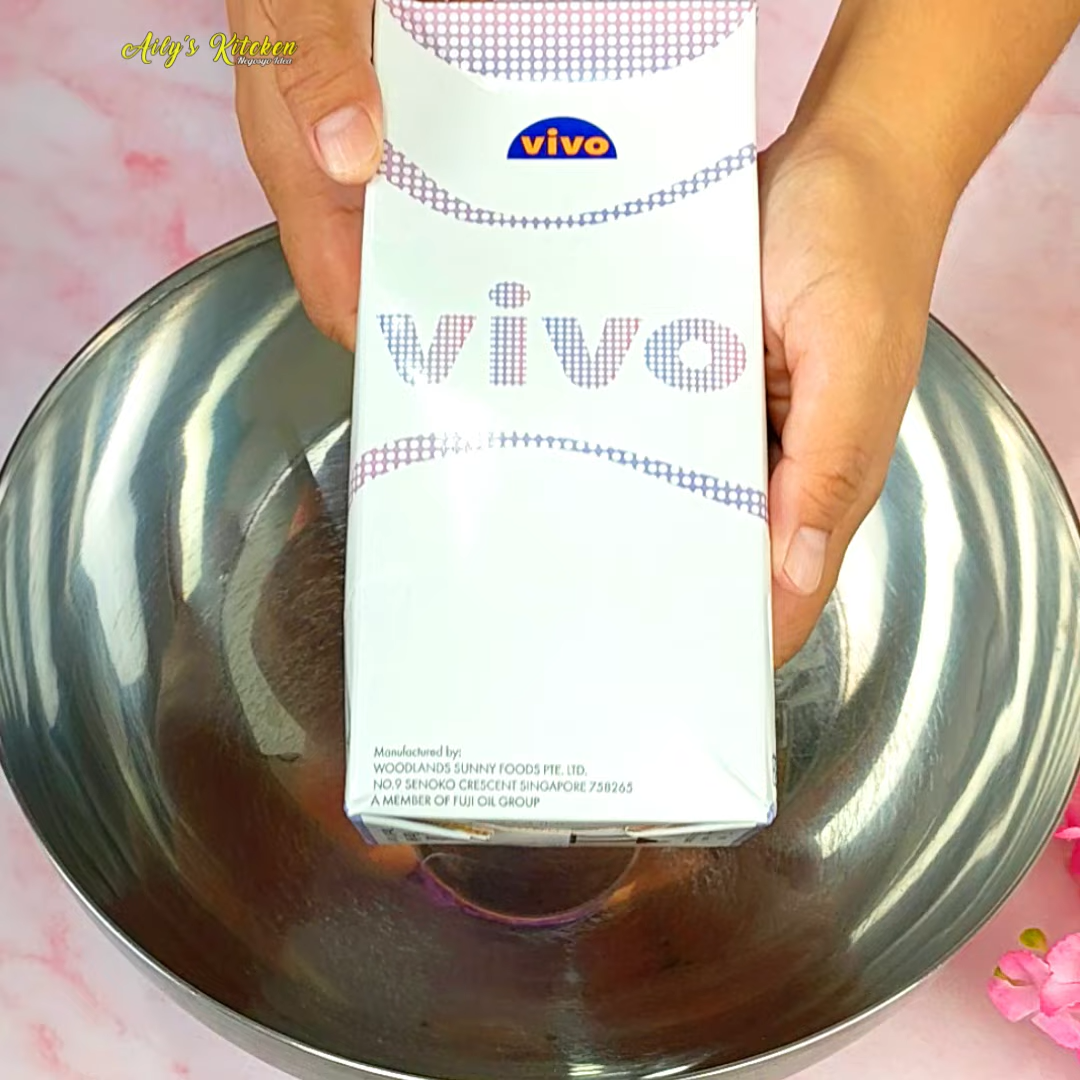 Aily's Kitchen
Negosyo Idea
vivo
vivo
Manufactured by:
WOODLANDS SUNNY FOODS PTE. LTD.
NO.9 SENOKO CRESCENT SINGAPORE 758265
A MEMBER OF FUJI OIL GROUP